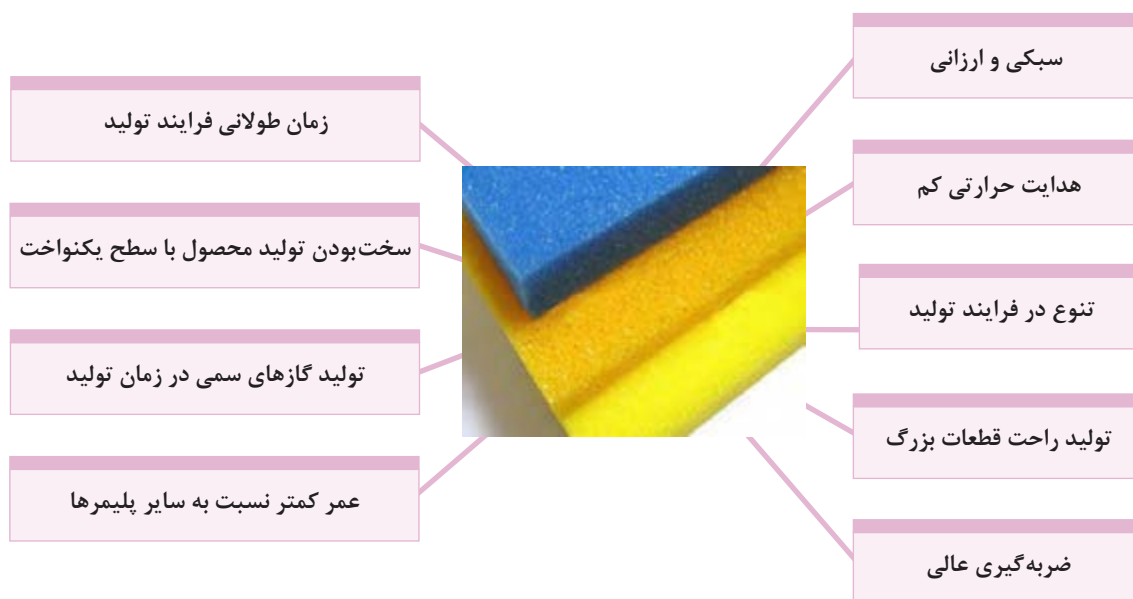 سبکی و ارزانی
هدایت حرارتی کم
تنوع در فرایند تولید
تولید راحت قطعات بزرگ
ضربه‌گیری عالی
زمان طولانی فرایند تولید
سخت‌بودن تولید محصول با سطح یکنواخت
تولید گازهای سمی در زمان تولید
عمر کمتر نسبت به سایر پلیمرها